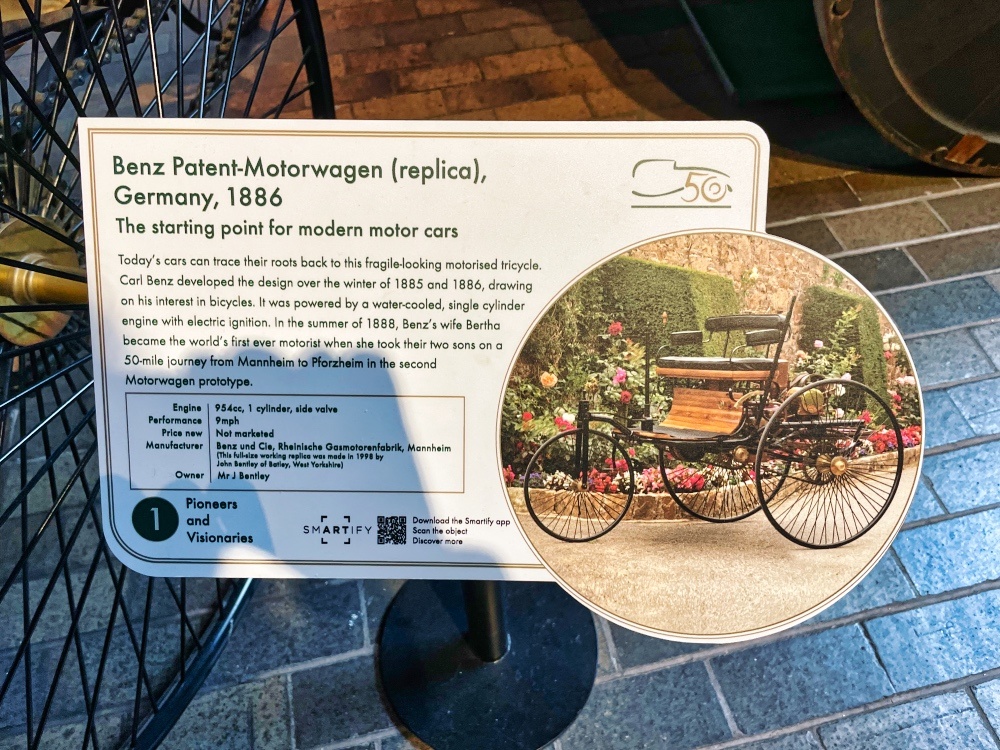 Benz Patent-Motorwagen (replica),
Germany, 1886
50
The starting point for modern motor cars
Today's cars can trace their roots back to this fragile-looking motorised tricycle.
Carl Benz developed the design over the winter of 1885 and 1886, drawing
on his interest in bicycles. It was powered by a water-cooled, single cylinder
engine with electric ignition. In the summer of 1888, Benz's wife Bertha
became the world's first ever motorist when she took their two sons on a
50-mile journey from Mannheim to Pforzheim in the second
Motorwagen prototype.
Engine 954cc, 1 cylinder, side valve
Performance 9mph
Price new Not marketed
Manufacturer Benz und Cie, Rheinische Gasmotorenfabrik, Mannheim
(This full-size working replica was made in 1998 by
John Bentley of Batley, West Yorkshire)
Owner Mr J Bentley
1
Pioneers
and
Visionaries
SMARTIFY
Download the Smartify app
Scan the object
Discover more